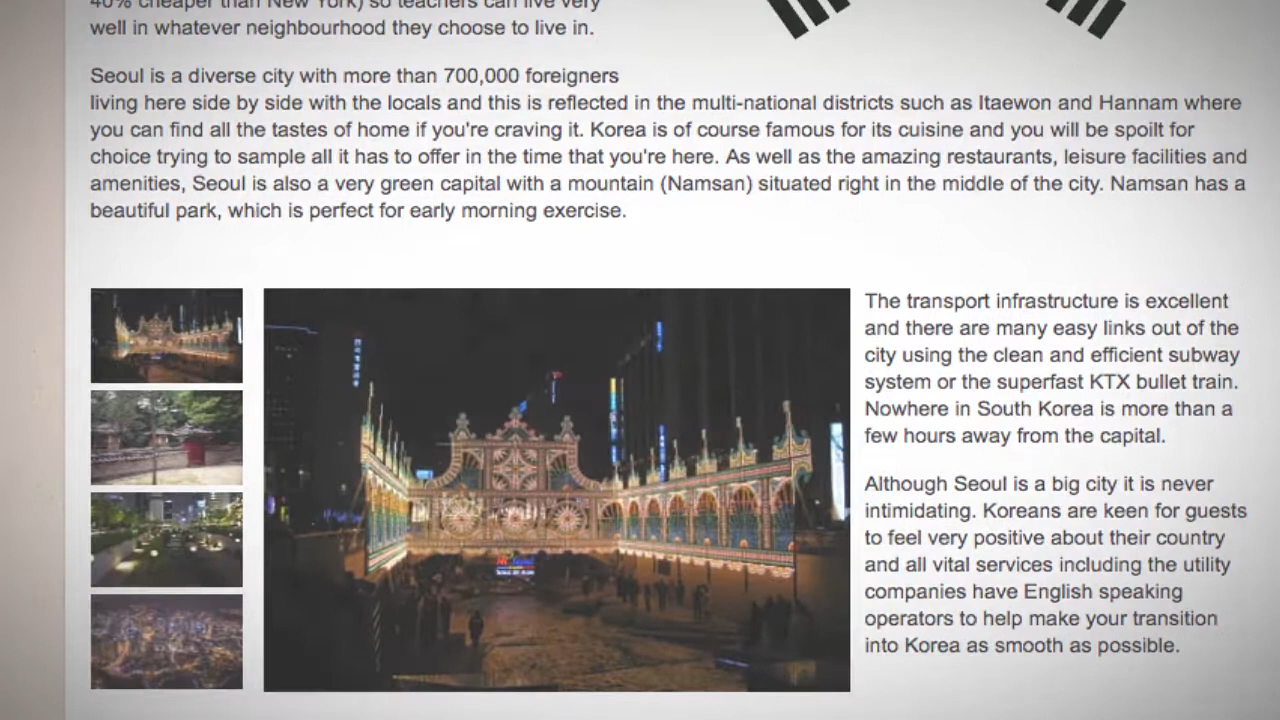 40% cheaper than New York) so teachers can live very
well in whatever neighbourhood they choose to live in.
Seoul is a diverse city with more than 700,000 foreigners
living here side by side with the locals and this is reflected in the multi-national districts such as Itaewon and Hannam where
you can find all the tastes of home if you're craving it. Korea is of course famous for its cuisine and you will be spoilt for
choice trying to sample all it has to offer in the time that you're here. As well as the amazing restaurants, leisure facilities and
amenities, Seoul is also a very green capital with a mountain (Namsan) situated right in the middle of the city. Namsan has a
beautiful park, which is perfect for early morning exercise.
The transport infrastructure is excellent
and there are many easy links out of the
city using the clean and efficient subway
system or the superfast KTX bullet train.
Nowhere in South Korea is more than a
few hours away from the capital.
Although Seoul is a big city it is never
intimidating. Koreans are keen for guests
to feel very positive about their country
and all vital services including the utility
companies have English speaking
operators to help make your transition
into Korea as smooth as possible.